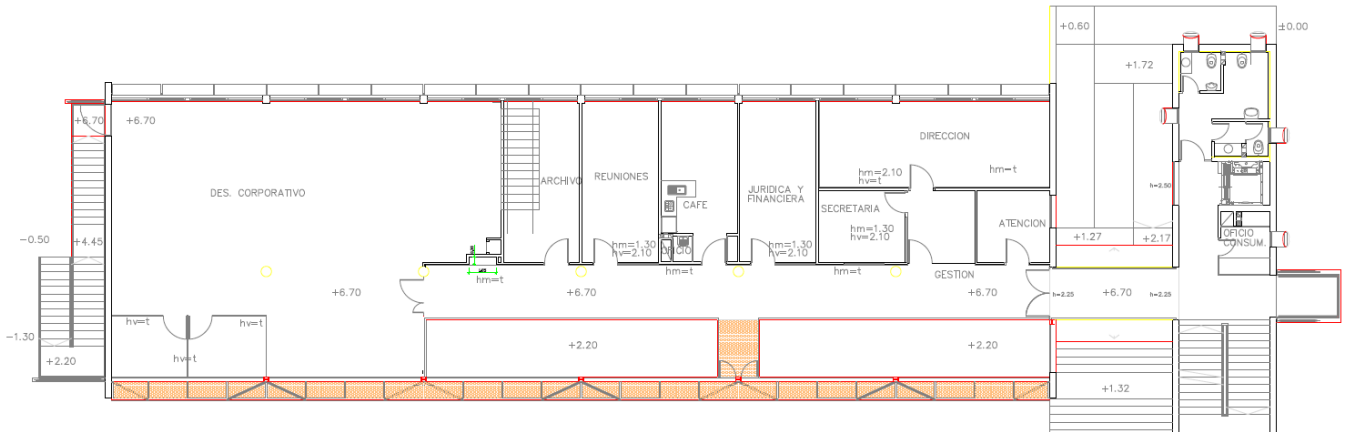 +0.60
±0.00
+1.72
+6.70
+6.70
DIRECCION
hm=2.10
hv=t
hm=t
h=2.50
DES. CORPORATIVO
ARCHIVO
REUNIONES
CAFE
JURIDICA Y
FINANCIERA
SECRETARIA
hm=1.30
hv=2.10
ATENCION
-0.50
+4.45
hm=1.30
hv=2.10
OFICIO
hm=1.30
hv=2.10
+1.27
+2.17
OFICIO
CONSUM.
hm=t
hm=t
hm=t
GESTION
+6.70
+6.70
+6.70
h=2.25
+6.70
h=2.25
-1.30
+2.20
hv=t
hv=t
hv=t
+2.20
+2.20
+1.32